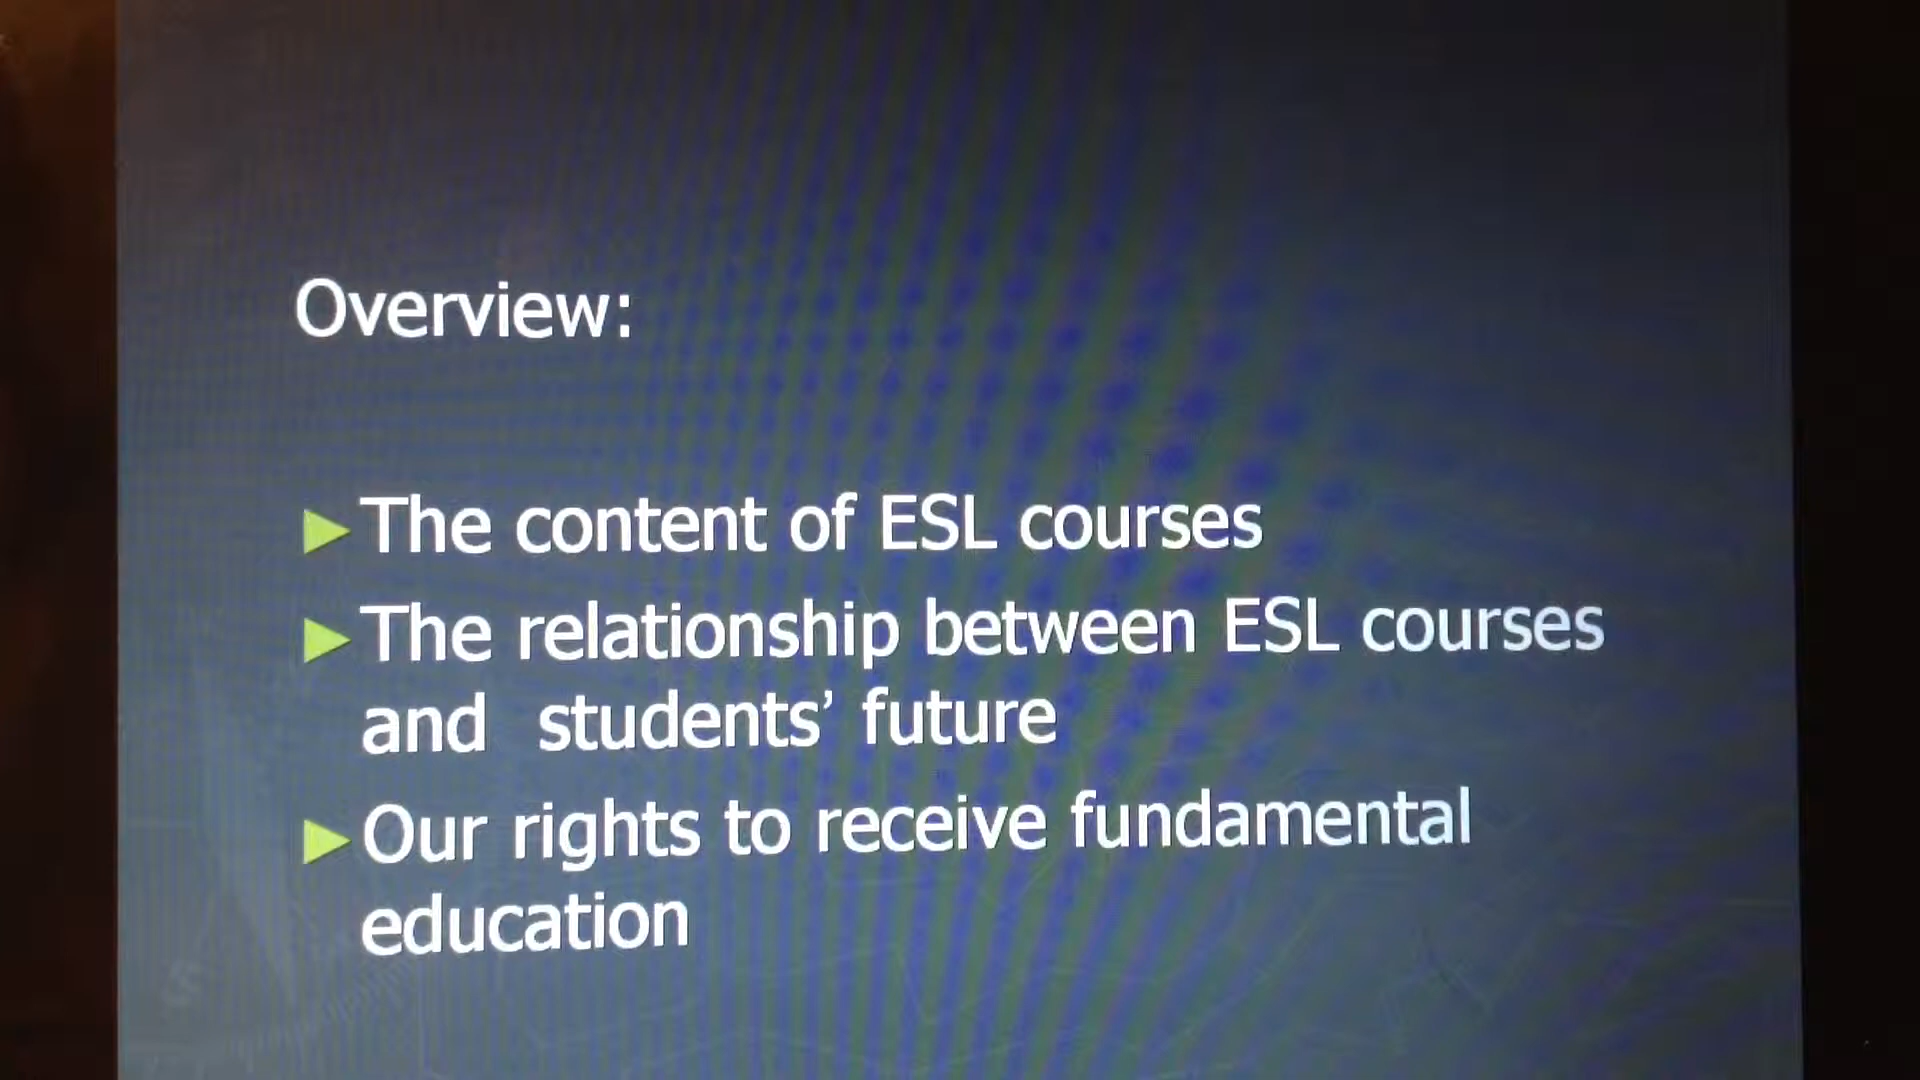 Overview:
►The content of ESL courses
►The relationship between ESL courses
and  students’ future
►Our rights to receive fundamental
education